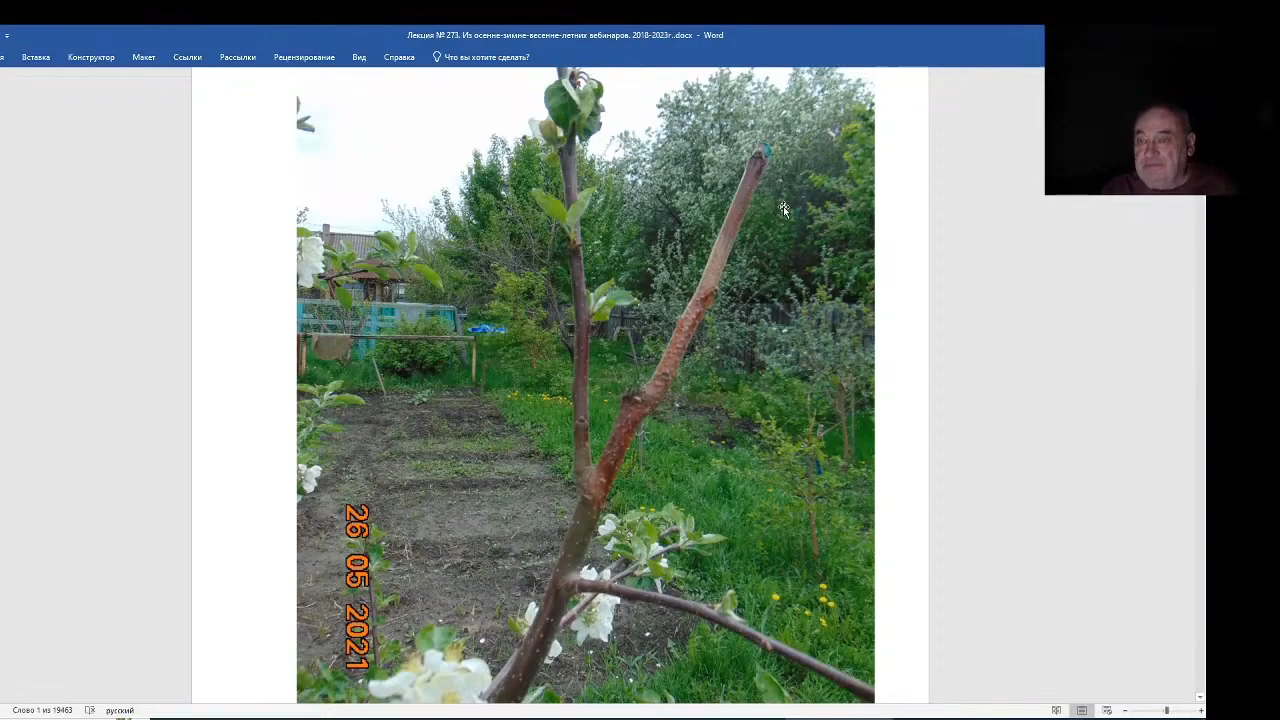 Лекция № 273. Из осенне-зимне-весенне-летних вебинаров. 2018-2023г..docx - Word
я Вставка Конструктор Макет Ссылки Рассылки Рецензирование Вид Справка Что вы хотите сделать?
26 05 2021
Слово 1 из 19463 русский